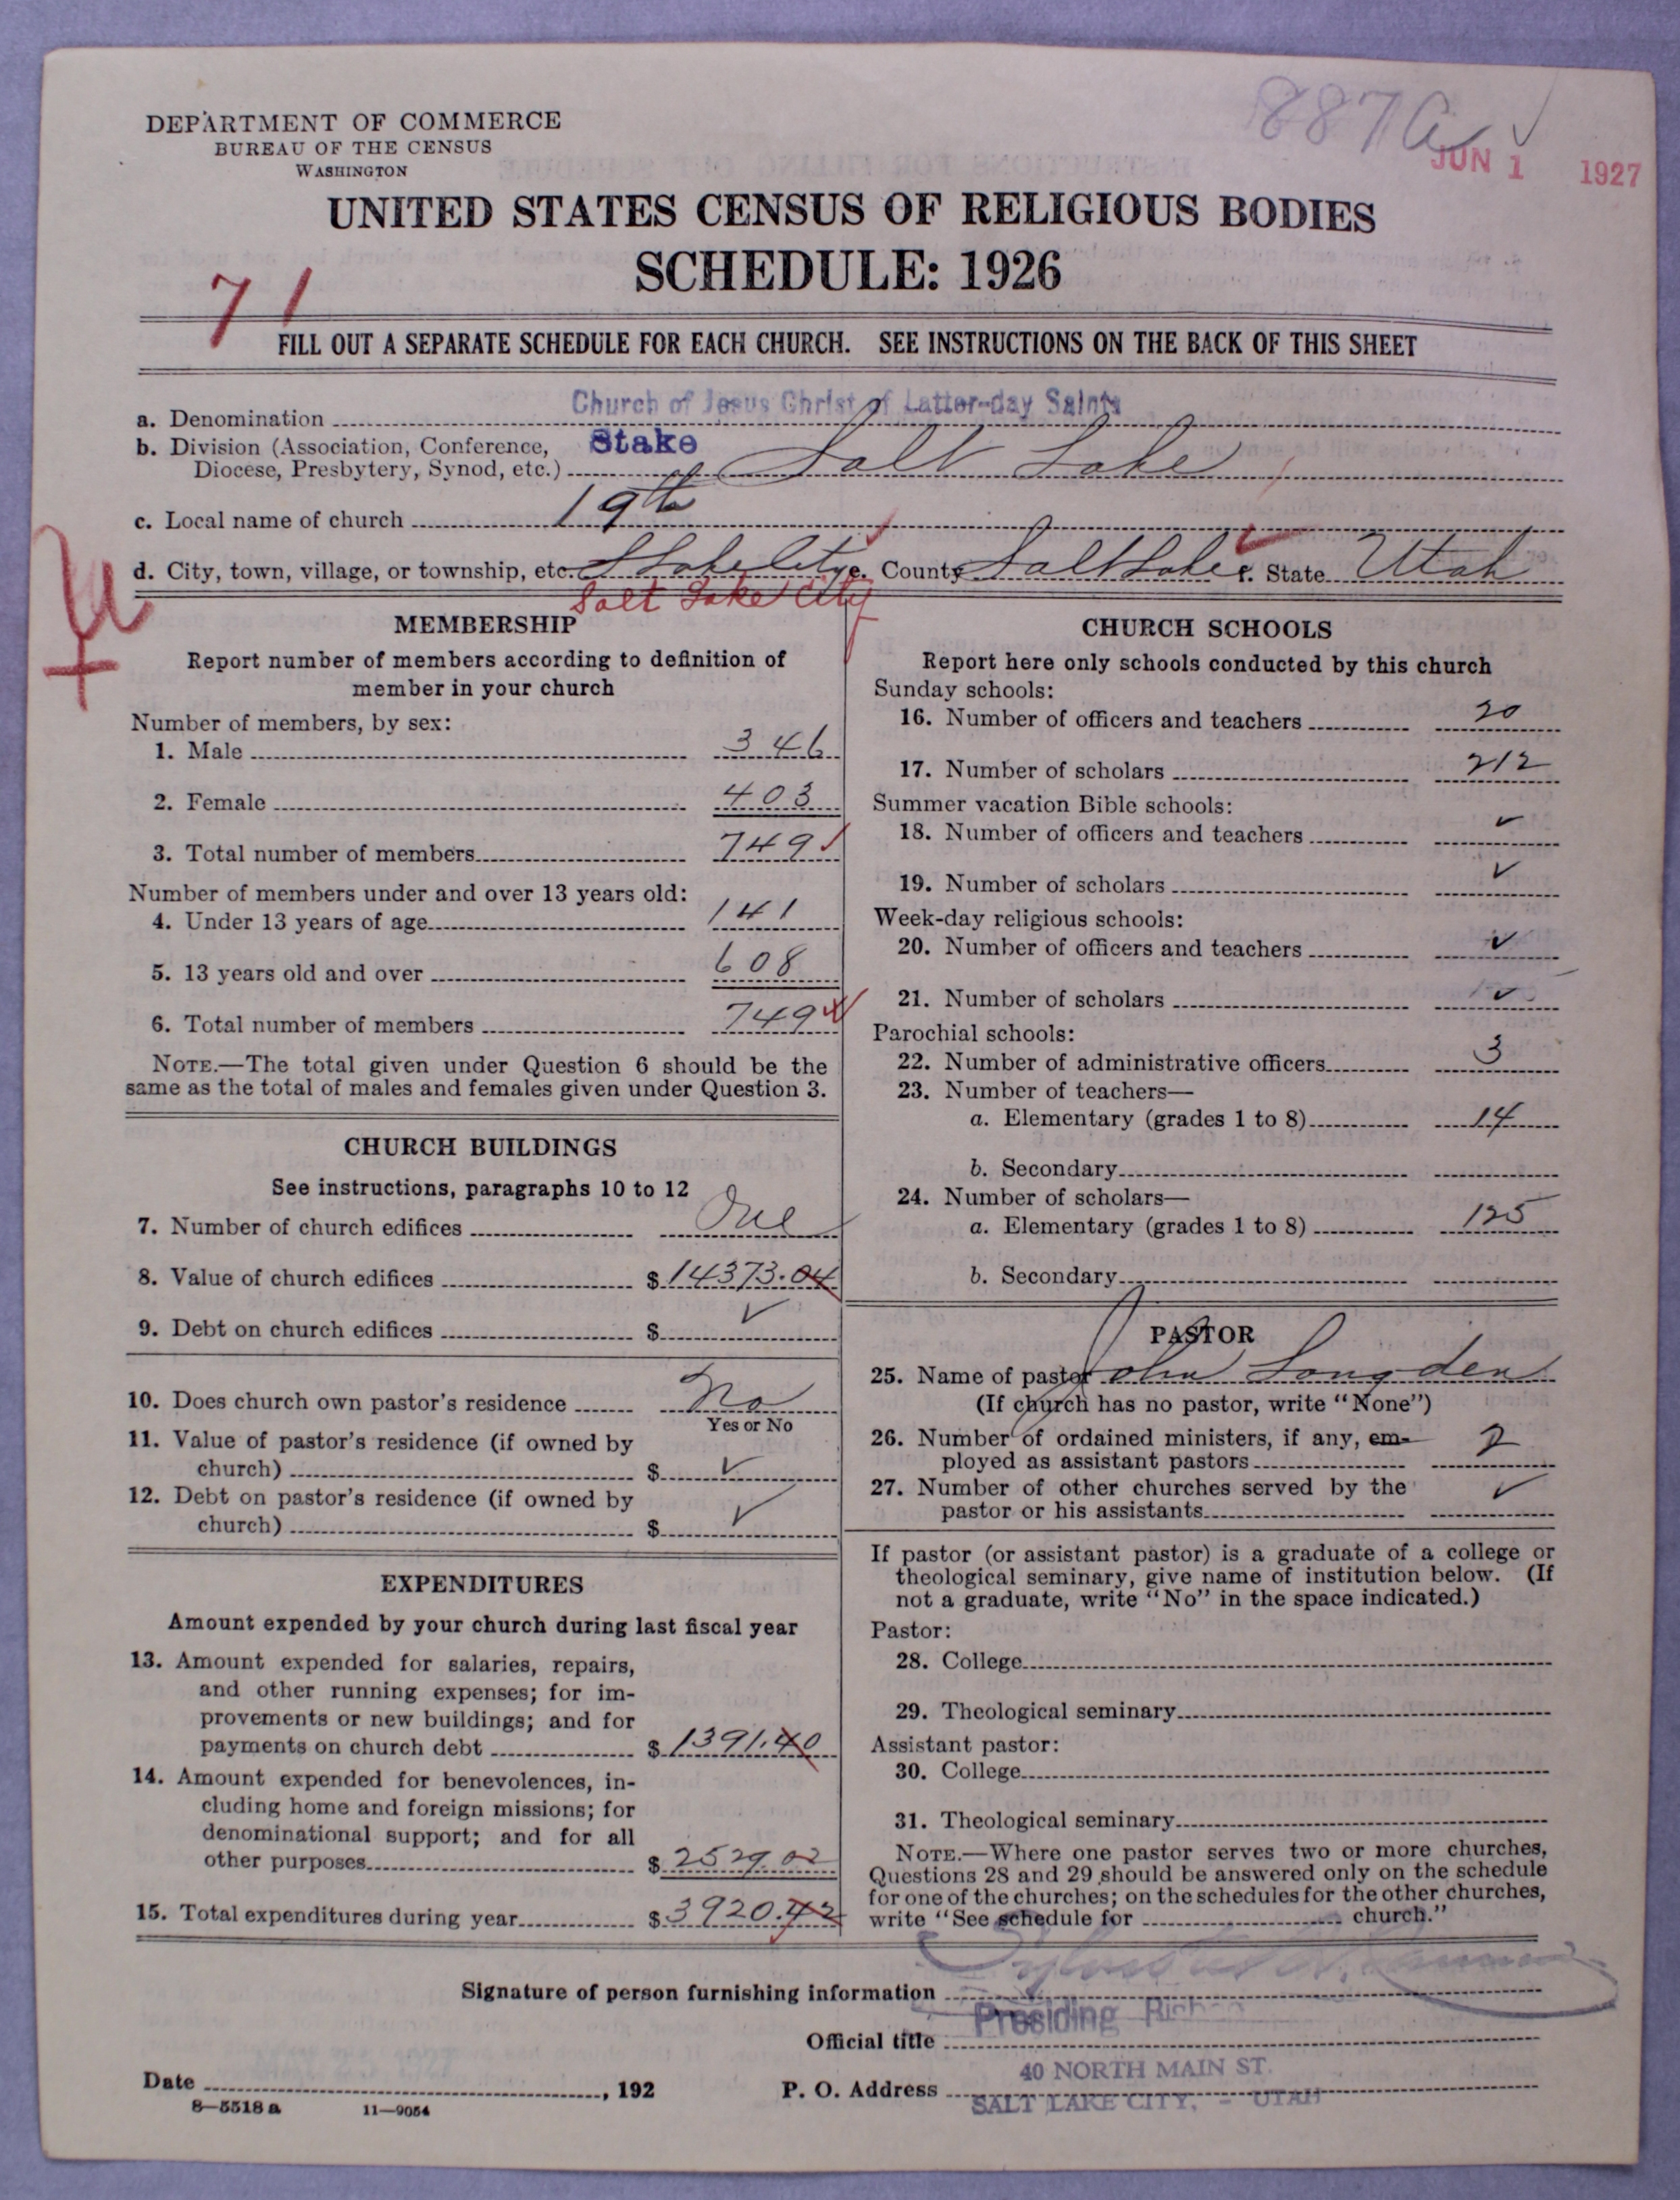 887a ✓
JUN 1 1927
DEPARTMENT OF COMMERCE
BUREAU OF THE CENSUS
WASHINGTON
UNITED STATES CENSUS OF RELIGIOUS BODIES
SCHEDULE: 1926
71
FILL OUT A SEPARATE SCHEDULE FOR EACH CHURCH. SEE INSTRUCTIONS ON THE BACK OF THIS SHEET
a. Denomination Church of Jesus Christ of Latter-day Saints
b. Division (Association, Conference, Diocese, Presbytery, Synod, etc.) Stake Salt Lake
c. Local name of church 19th
d. City, town, village, or township, etc. S Lake City e. County Salt Lake f. State Utah
Salt Lake City
MEMBERSHIP
Report number of members according to definition of
member in your church
Number of members, by sex:
1. Male 346
2. Female 403
3. Total number of members 749
Number of members under and over 13 years old:
4. Under 13 years of age 141
5. 13 years old and over 608
6. Total number of members 749
NOTE.—The total given under Question 6 should be the
same as the total of males and females given under Question 3.
CHURCH BUILDINGS
See instructions, paragraphs 10 to 12
7. Number of church edifices One
8. Value of church edifices $ 14373.04
9. Debt on church edifices $ ✓
10. Does church own pastor's residence No
Yes or No
11. Value of pastor's residence (if owned by
church) $ ✓
12. Debt on pastor's residence (if owned by
church) $ ✓
EXPENDITURES
Amount expended by your church during last fiscal year
13. Amount expended for salaries, repairs,
and other running expenses; for im-
provements or new buildings; and for
payments on church debt $ 1391.40
14. Amount expended for benevolences, in-
cluding home and foreign missions; for
denominational support; and for all
other purposes $ 2529.02
15. Total expenditures during year $ 3920.42
CHURCH SCHOOLS
Report here only schools conducted by this church
Sunday schools:
16. Number of officers and teachers 20
17. Number of scholars 212
Summer vacation Bible schools:
18. Number of officers and teachers ✓
19. Number of scholars ✓
Week-day religious schools:
20. Number of officers and teachers ✓
21. Number of scholars ✓
Parochial schools:
22. Number of administrative officers 3
23. Number of teachers—
a. Elementary (grades 1 to 8) 14
b. Secondary
24. Number of scholars—
a. Elementary (grades 1 to 8) 125
b. Secondary
PASTOR
25. Name of pastor John Longden
(If church has no pastor, write "None")
26. Number of ordained ministers, if any, em-
ployed as assistant pastors 2
27. Number of other churches served by the
pastor or his assistants ✓
If pastor (or assistant pastor) is a graduate of a college or
theological seminary, give name of institution below. (If
not a graduate, write "No" in the space indicated.)
Pastor:
28. College
29. Theological seminary
Assistant pastor:
30. College
31. Theological seminary
NOTE.—Where one pastor serves two or more churches,
Questions 28 and 29 should be answered only on the schedule
for one of the churches; on the schedules for the other churches,
write "See schedule for church."
Signature of person furnishing information
Official title Presiding
P. O. Address 40 NORTH MAIN ST.
SALT LAKE CITY, - UTAH
Date , 192
8—5518 a 11—9054